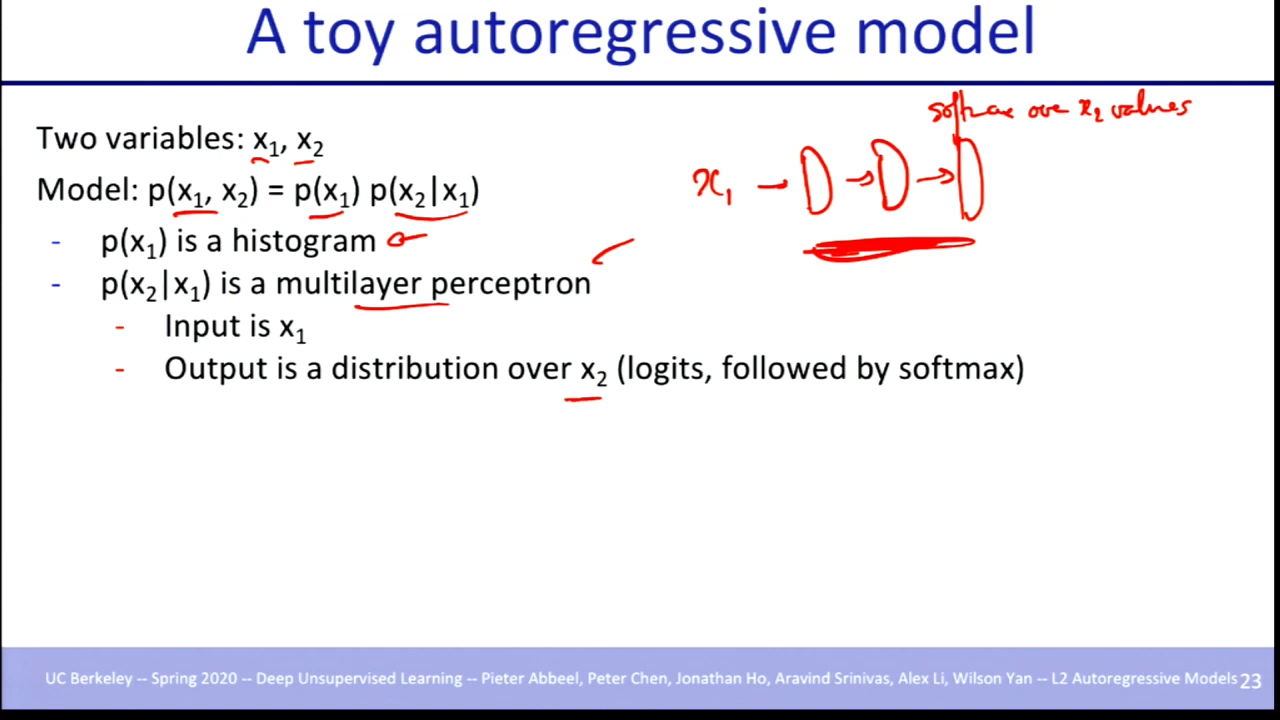 A toy autoregressive model
softmax over x₂ values
Two variables: x₁, x₂
Model: p(x₁, x₂) = p(x₁) p(x₂|x₁)
x₁
- p(x₁) is a histogram
- p(x₂|x₁) is a multilayer perceptron
- Input is x₁
- Output is a distribution over x₂ (logits, followed by softmax)
UC Berkeley -- Spring 2020 -- Deep Unsupervised Learning -- Pieter Abbeel, Peter Chen, Jonathan Ho, Aravind Srinivas, Alex Li, Wilson Yan -- L2 Autoregressive Models 23